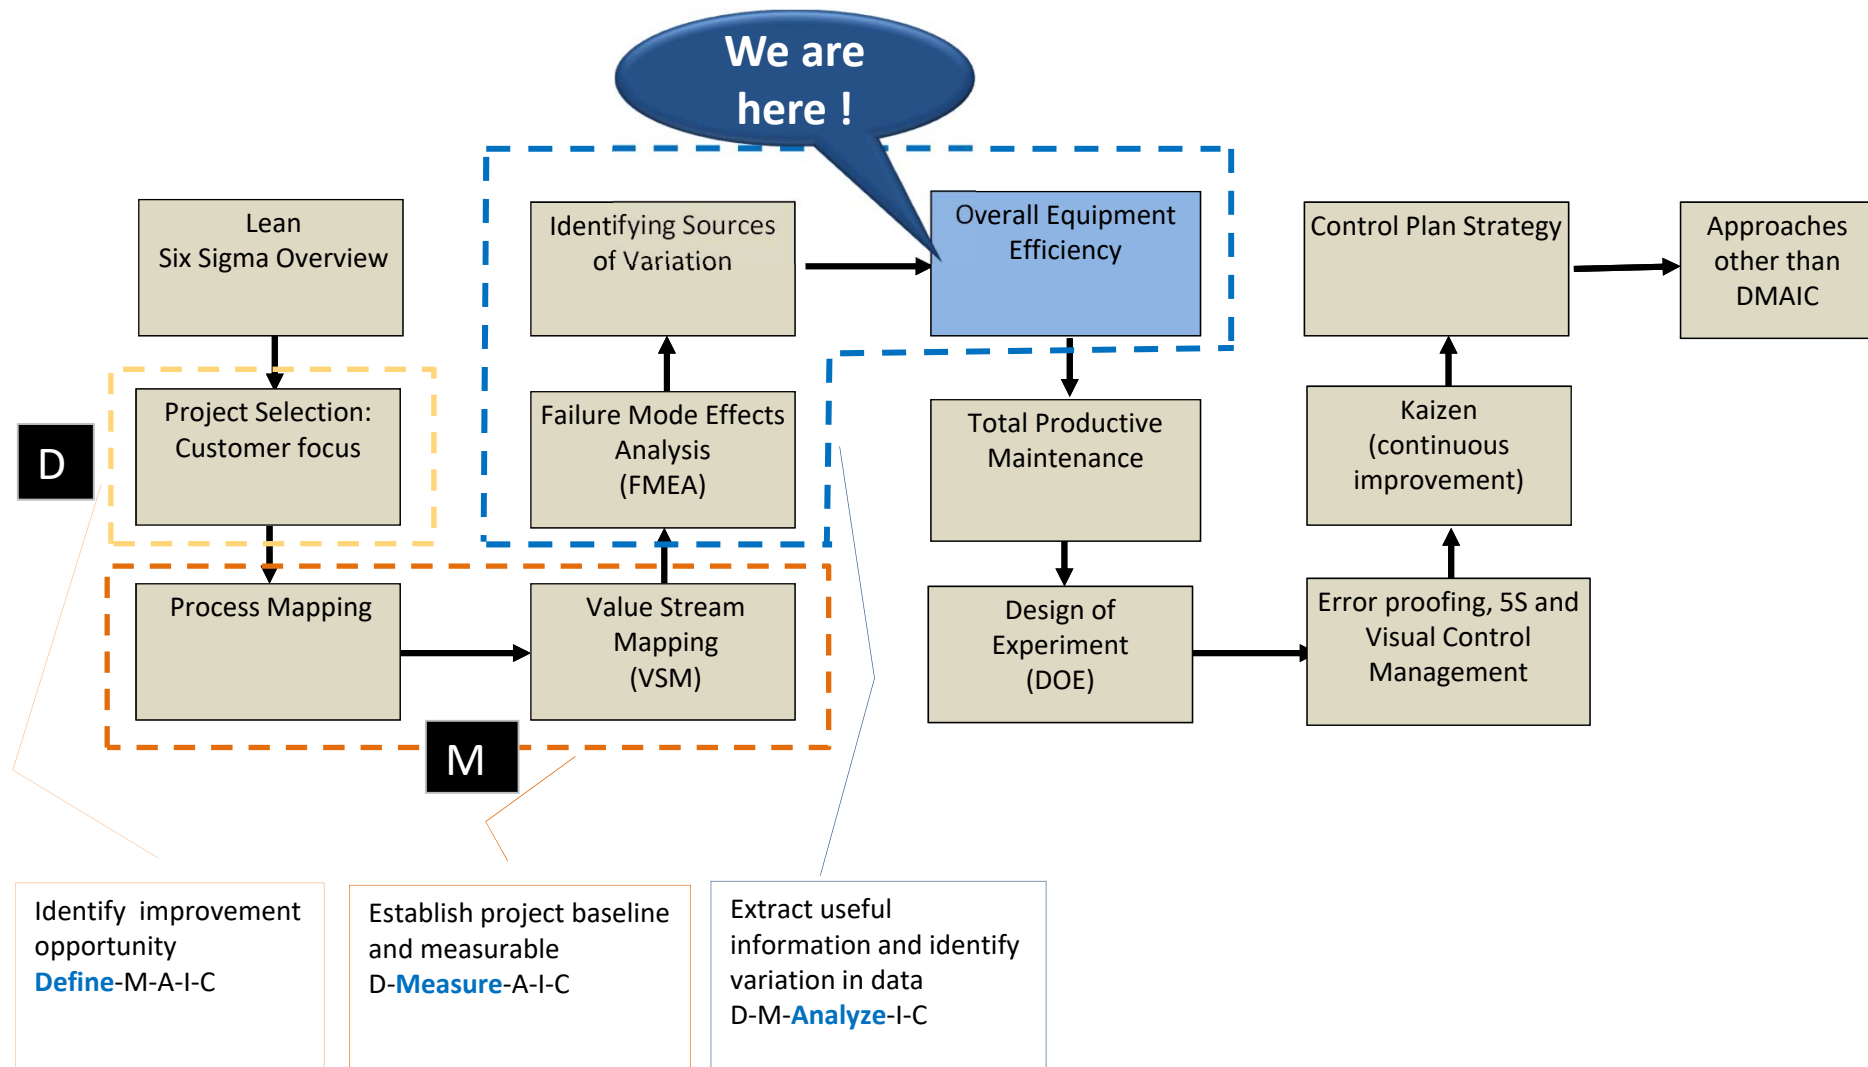 We are
here !
Lean
Six Sigma Overview
Identifying Sources
of Variation
Overall Equipment
Efficiency
Control Plan Strategy
Approaches
other than
DMAIC
D
Project Selection:
Customer focus
Failure Mode Effects
Analysis
(FMEA)
Total Productive
Maintenance
Kaizen
(continuous
improvement)
Process Mapping
Value Stream
Mapping
(VSM)
Design of
Experiment
(DOE)
Error proofing, 5S and
Visual Control
Management
M
Identify  improvement
opportunity
Define-M-A-I-C
Establish project baseline
and measurable
D-Measure-A-I-C
Extract useful
information and identify
variation in data
D-M-Analyze-I-C